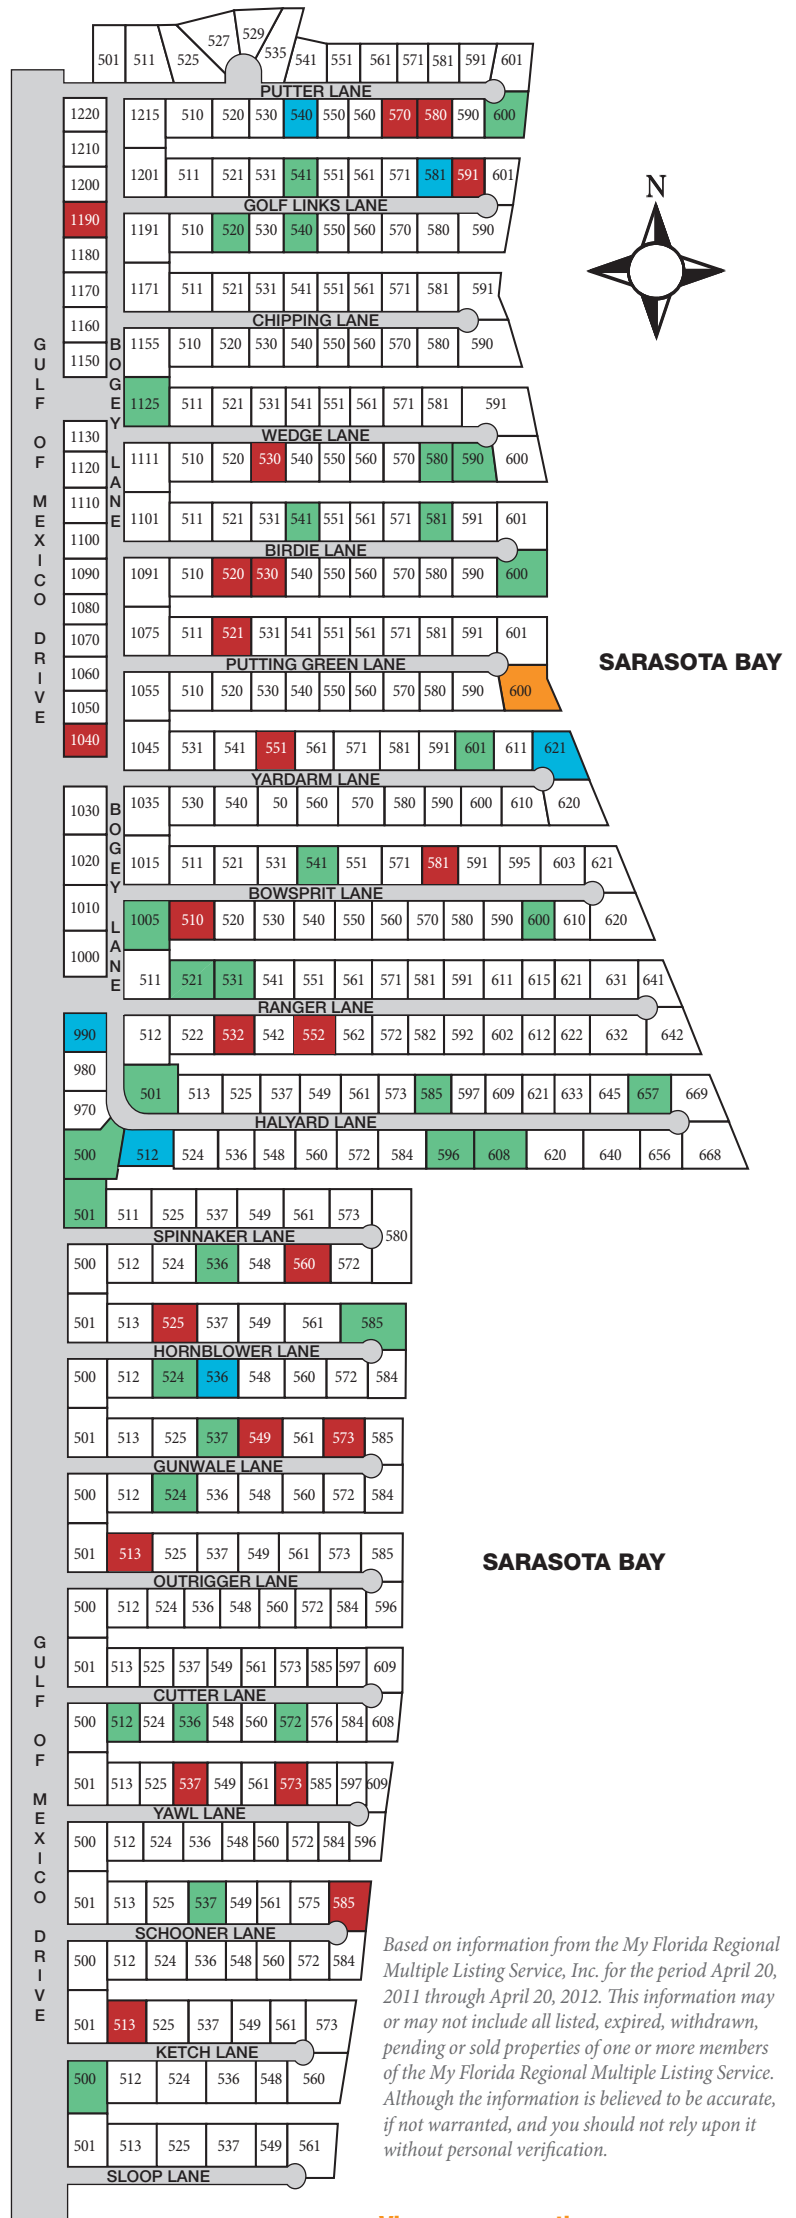 501 511 525 527 529 535 541 551 561 571 581 591 601
PUTTER LANE
1220 1215 510 520 530 540 550 560 570 580 590 600
1210
1200 1201 511 521 531 541 551 561 571 581 591 601
GOLF LINKS LANE
1190 1191 510 520 530 540 550 560 570 580 590
N
1180
1170 1171 511 521 531 541 551 561 571 581 591
CHIPPING LANE
1160
1150 1155 510 520 530 540 550 560 570 580 590
GULF OF MEXICO DRIVE
BOGEY LANE
1125 511 521 531 541 551 561 571 581 591
WEDGE LANE
1130
1120 1111 510 520 530 540 550 560 570 580 590 600
1110
1100 1101 511 521 531 541 551 561 571 581 591 601
BIRDIE LANE
1090 1091 510 520 530 540 550 560 570 580 590 600
1080
1070 1075 511 521 531 541 551 561 571 581 591 601
PUTTING GREEN LANE
SARASOTA BAY
1060
1050 1055 510 520 530 540 550 560 570 580 590 600
1040 1045 531 541 551 561 571 581 591 601 611 621
YARDARM LANE
1030 1035 530 540 50 560 570 580 590 600 610 620
BOGEY LANE
1020 1015 511 521 531 541 551 571 581 591 595 603 621
BOWSPRIT LANE
1010 1005 510 520 530 540 550 560 570 580 590 600 610 620
1000 511 521 531 541 551 561 571 581 591 611 615 621 631 641
RANGER LANE
990 512 522 532 542 552 562 572 582 592 602 612 622 632 642
980
970 501 513 525 537 549 561 573 585 597 609 621 633 645 657 669
HALYARD LANE
500 512 524 536 548 560 572 584 596 608 620 640 656 668
501 511 525 537 549 561 573 580
SPINNAKER LANE
500 512 524 536 548 560 572
501 513 525 537 549 561 585
HORNBLOWER LANE
500 512 524 536 548 560 572 584
501 513 525 537 549 561 573 585
GUNWALE LANE
500 512 524 536 548 560 572 584
501 513 525 537 549 561 573 585
SARASOTA BAY
OUTRIGGER LANE
500 512 524 536 548 560 572 584 596
GULF OF MEXICO DRIVE
501 513 525 537 549 561 573 585 597 609
CUTTER LANE
500 512 524 536 548 560 572 576 584 608
501 513 525 537 549 561 573 585 597 609
YAWL LANE
500 512 524 536 548 560 572 584 596
501 513 525 537 549 561 575 585
SCHOONER LANE
500 512 524 536 548 560 572 584
501 513 525 537 549 561 573
KETCH LANE
500 512 524 536 548 560
501 513 525 537 549 561
SLOOP LANE
Based on information from the My Florida Regional
Multiple Listing Service, Inc. for the period April 20,
2011 through April 20, 2012. This information may
or may not include all listed, expired, withdrawn,
pending or sold properties of one or more members
of the My Florida Regional Multiple Listing Service.
Although the information is believed to be accurate,
if not warranted, and you should not rely upon it
without personal verification.